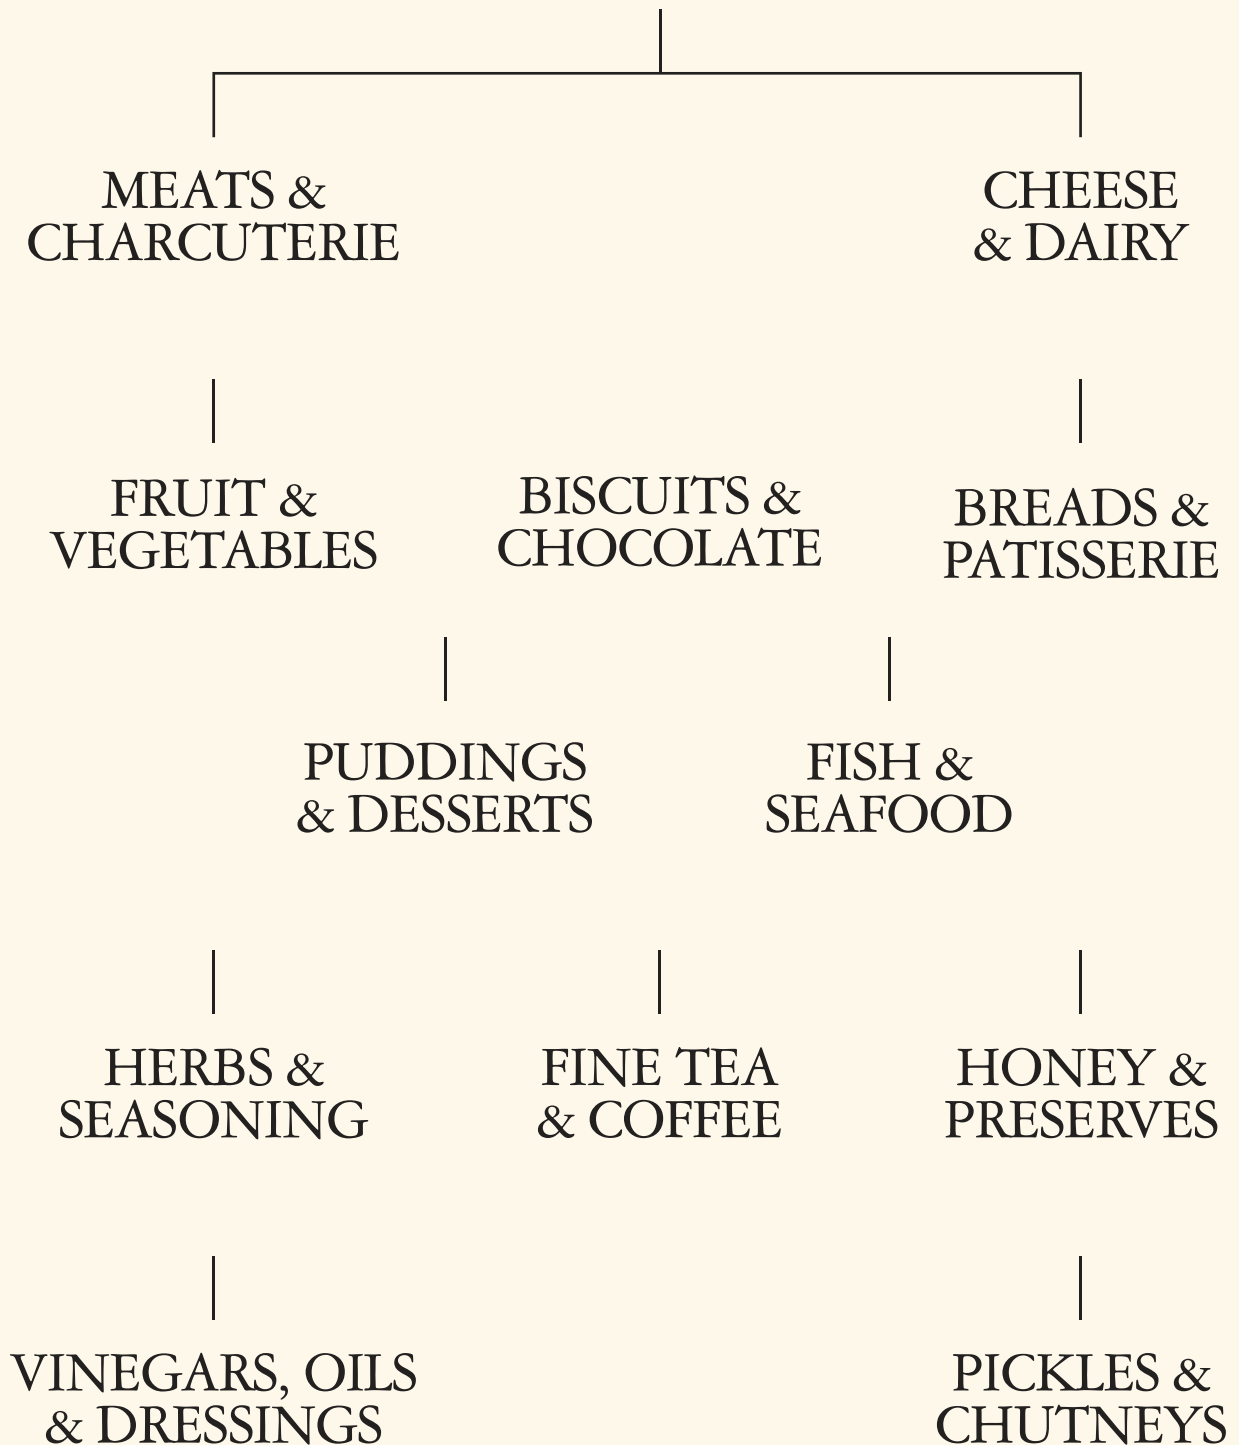 MEATS &
CHARCUTERIE
CHEESE
& DAIRY
FRUIT &
VEGETABLES
BISCUITS &
CHOCOLATE
BREADS &
PATISSERIE
PUDDINGS
& DESSERTS
FISH &
SEAFOOD
HERBS &
SEASONING
FINE TEA
& COFFEE
HONEY &
PRESERVES
VINEGARS, OILS
& DRESSINGS
PICKLES &
CHUTNEYS